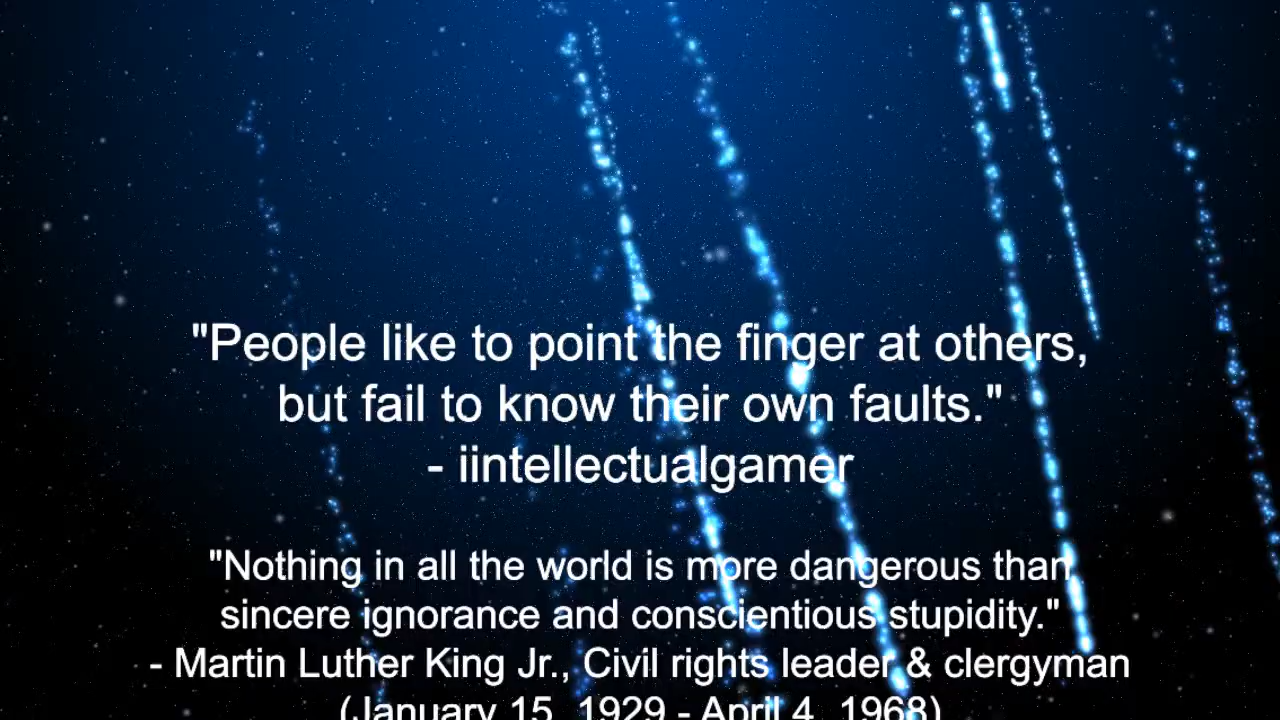 "People like to point the finger at others,
but fail to know their own faults."
- iintellectualgamer
"Nothing in all the world is more dangerous than
sincere ignorance and conscientious stupidity."
- Martin Luther King Jr., Civil rights leader & clergyman
(January 15, 1929 - April 4, 1968)